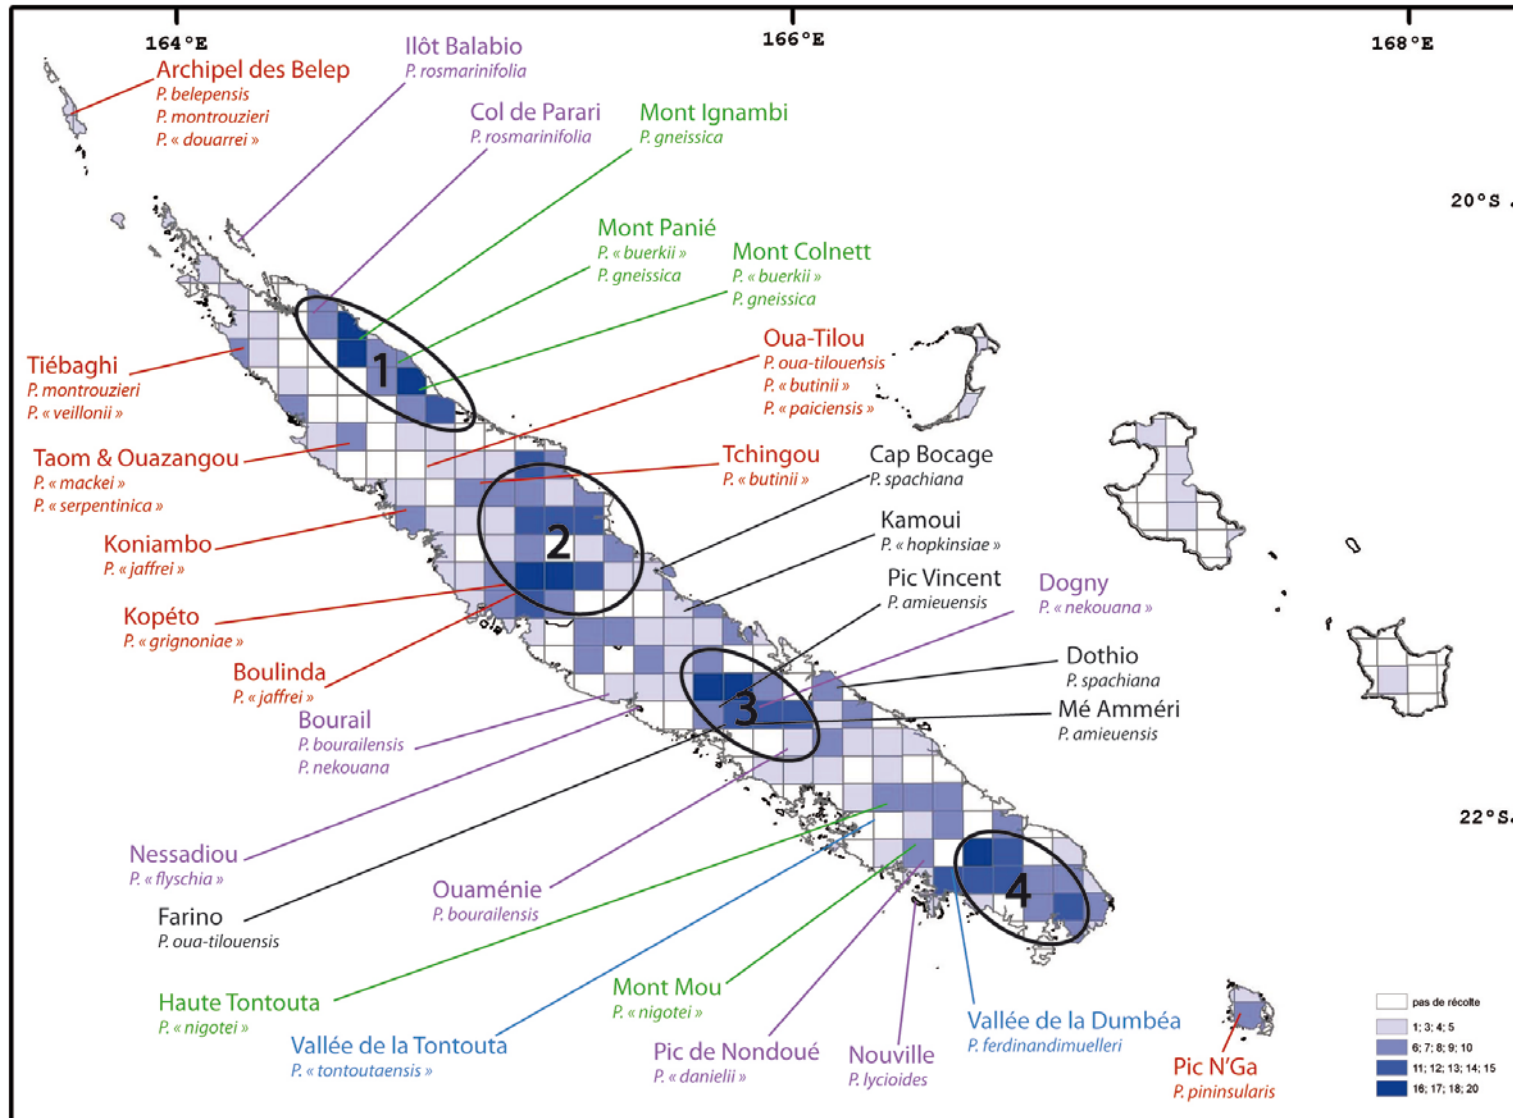 164°E
166°E
168°E
20°S
22°S
Archipel des Belep
P. belepensis
P. montrouzieri
P. « douarrei »
Ilôt Balabio
P. rosmarinifolia
Col de Parari
P. rosmarinifolia
Mont Ignambi
P. gneissica
Mont Panié
P. « buerkii »
P. gneissica
Mont Colnett
P. « buerkii »
P. gneissica
Oua-Tilou
P. oua-tilouensis
P. « butinii »
P. « paiciensis »
Tiébaghi
P. montrouzieri
P. « veillonii »
Taom & Ouazangou
P. « mackei »
P. « serpentinica »
Tchingou
P. « butinii »
Cap Bocage
P. spachiana
Kamoui
P. « hopkinsiae »
Koniambo
P. « jaffrei »
Pic Vincent
P. amieuensis
Dogny
P. « nekouana »
Kopéto
P. « grignoniae »
Boulinda
P. « jaffrei »
Dothio
P. spachiana
Mé Amméri
P. amieuensis
Bourail
P. bourailensis
P. nekouana
Nessadiou
P. « flyschia »
Ouaménie
P. bourailensis
Farino
P. oua-tilouensis
Haute Tontouta
P. « nigotei »
Vallée de la Tontouta
P. « tontoutaensis »
Mont Mou
P. « nigotei »
Pic de Nondoué
P. « danielii »
Nouville
P. lycioides
Vallée de la Dumbéa
P. ferdinandimuelleri
Pic N'Ga
P. pininsularis
1
2
3
4
pas de récolte
1; 3; 4; 5
6; 7; 8; 9; 10
11; 12; 13; 14; 15
16; 17; 18; 20